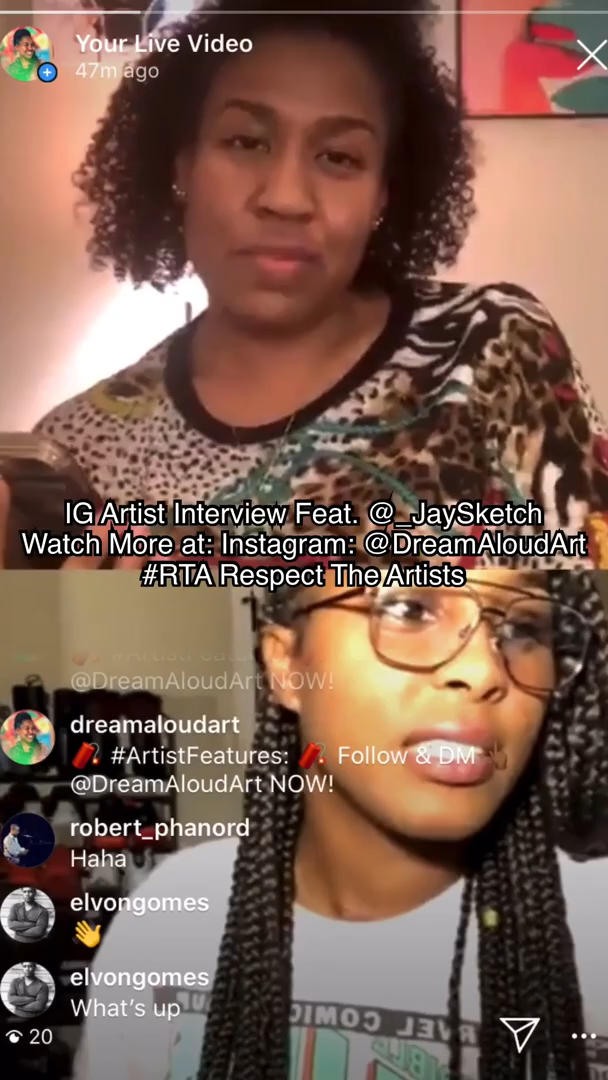 Your Live Video
47m ago
IG Artist Interview Feat. @_JaySketch
Watch More at: Instagram: @DreamAloudArt
#RTA Respect The Artists
@DreamAloudArt NOW!
dreamaloudart
🧨 #ArtistFeatures: 🧨 Follow & DM
@DreamAloudArt NOW!
robert_phanord
Haha
elvongomes
👋
elvongomes
What's up
20